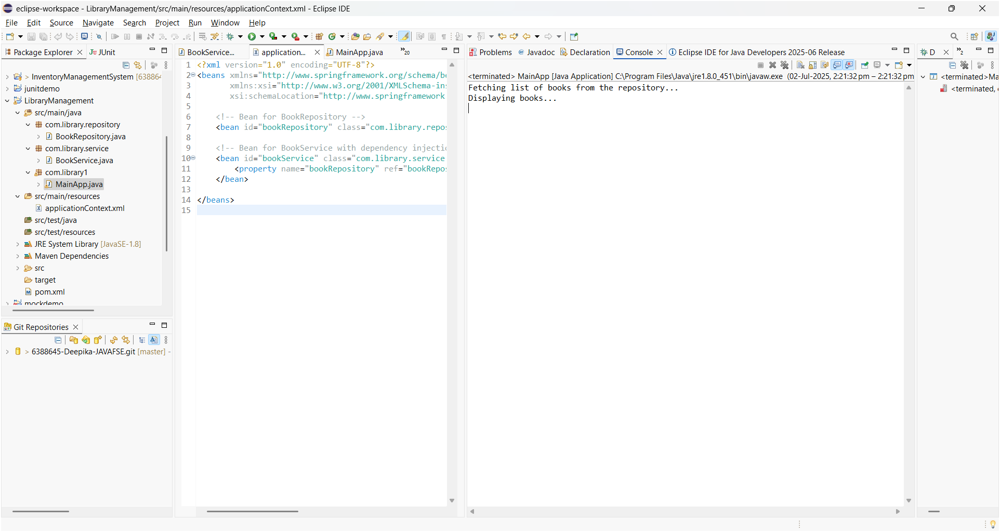 eclipse-workspace - LibraryManagement/src/main/resources/applicationContext.xml - Eclipse IDE
File Edit Source Navigate Search Project Run Window Help
Package Explorer
JUnit
> InventoryManagementSystem [63886
junitdemo
LibraryManagement
src/main/java
com.library.repository
BookRepository.java
com.library.service
BookService.java
com.library1
MainApp.java
src/main/resources
applicationContext.xml
src/test/java
src/test/resources
JRE System Library [JavaSE-1.8]
Maven Dependencies
src
target
pom.xml
mockdemo
Git Repositories
> 6388645-Deepika-JAVAFSE.git [master] -
BookService...
application...
MainApp.java
»20
1 <?xml version="1.0" encoding="UTF-8"?>
2 <beans xmlns="http://www.springframework.org/schema/be
3 xmlns:xsi="http://www.w3.org/2001/XMLSchema-ins
4 xsi:schemaLocation="http://www.springframework
5
6 <!-- Bean for BookRepository -->
7 <bean id="bookRepository" class="com.library.repos
8
9 <!-- Bean for BookService with dependency injectio
10 <bean id="bookService" class="com.library.service
11 <property name="bookRepository" ref="bookRepos
12 </bean>
13
14 </beans>
15
Problems
@ Javadoc
Declaration
Console
Eclipse IDE for Java Developers 2025-06 Release
<terminated> MainApp [Java Application] C:\Program Files\Java\jre1.8.0_451\bin\javaw.exe (02-Jul-2025, 2:21:32 pm – 2:21:32 pm
Fetching list of books from the repository...
Displaying books...
D
»2
<terminated>Ma
<terminated,